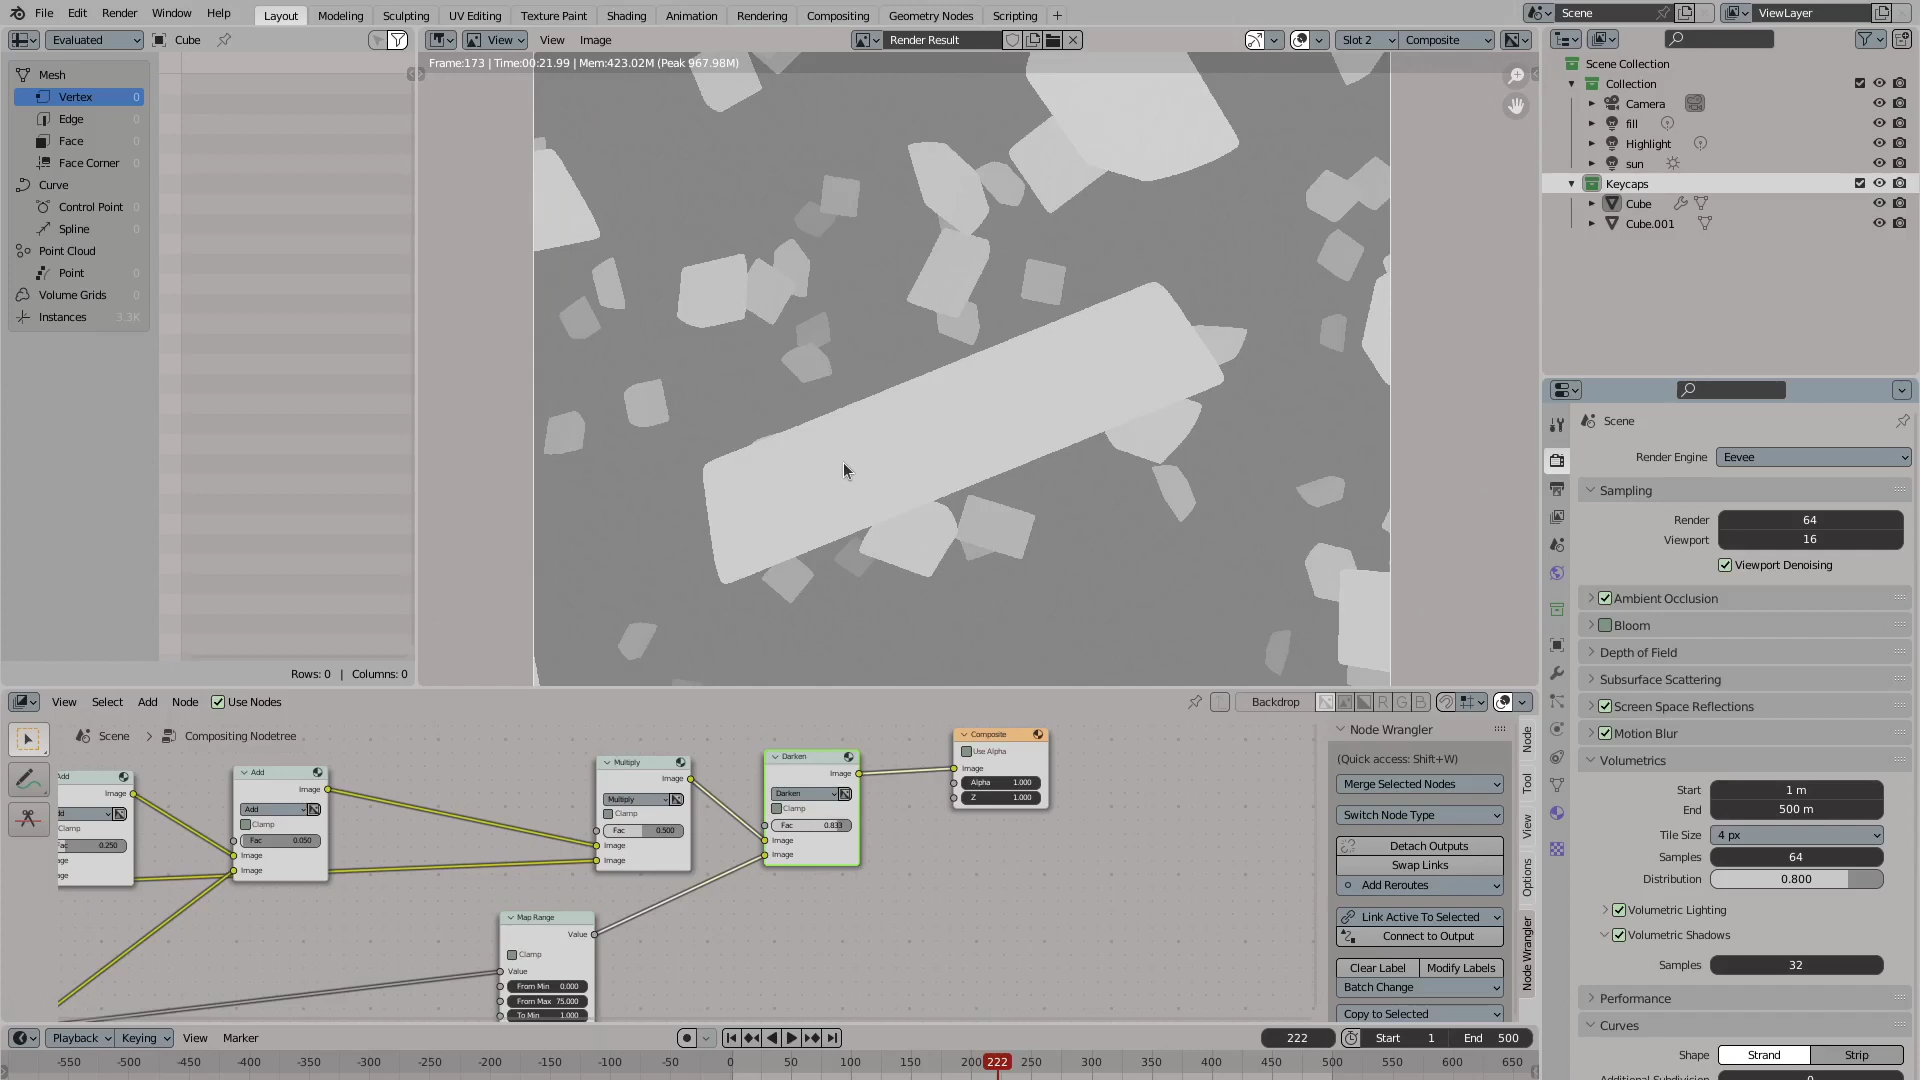 File Edit Render Window Help Layout Modeling Sculpting UV Editing Texture Paint Shading Animation Rendering Compositing Geometry Nodes Scripting Scene ViewLayer
Evaluated Cube View View Image Render Result Slot 2 Composite
Frame:173 | Time:00:21.99 | Mem:423.02M (Peak 967.98M)
Mesh
Vertex 0
Edge 0
Face 0
Face Corner 0
Curve
Control Point 0
Spline 0
Point Cloud
Point 0
Volume Grids 0
Instances 3.3K
Rows: 0 | Columns: 0
Scene Collection
Collection
Camera
fill
Highlight
sun
Keycaps
Cube
Cube.001
Scene
Render Engine Eevee
Sampling
Render 64
Viewport 16
Viewport Denoising
Ambient Occlusion
Bloom
Depth of Field
Subsurface Scattering
Screen Space Reflections
Motion Blur
Volumetrics
Start 1 m
End 500 m
Tile Size 4 px
Samples 64
Distribution 0.800
Volumetric Lighting
Volumetric Shadows
Samples 32
Performance
Curves
Shape Strand Strip
View Select Add Node Use Nodes Backdrop R G B
Scene Compositing Nodetree
Add
Image
Clamp
0.250
Add
Image
Add
Clamp
Fac 0.050
Image
Image
Multiply
Image
Multiply
Clamp
Fac 0.500
Image
Image
Darken
Image
Darken
Clamp
Fac 0.833
Image
Image
Composite
Use Alpha
Image
Alpha 1.000
Z 1.000
Map Range
Value
Clamp
Value
From Min 0.000
From Max 75.000
To Min 1.000
Node Wrangler
(Quick access: Shift+W)
Merge Selected Nodes
Switch Node Type
Detach Outputs
Swap Links
Add Reroutes
Link Active To Selected
Connect to Output
Clear Label Modify Labels
Batch Change
Copy to Selected
Node
Tool
View
Options
Node Wrangler
Playback Keying View Marker 222 Start 1 End 500
-550 -500 -450 -400 -350 -300 -250 -200 -150 -100 -50 0 50 100 150 200 222 250 300 350 400 450 500 550 600 650